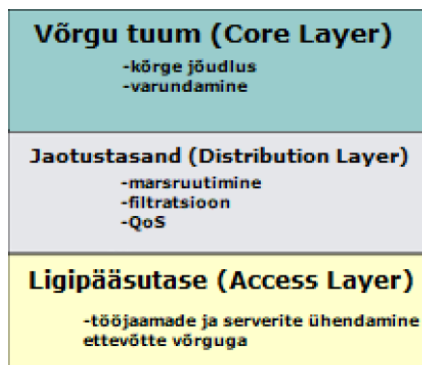 Võrgu tuum (Core Layer)
-kõrge jõudlus
-varundamine
Jaotustasand (Distribution Layer)
-marsruutimine
-filtratsioon
-QoS
Ligipääsutase (Access Layer)
-tööjaamade ja serverite ühendamine
ettevõtte võrguga